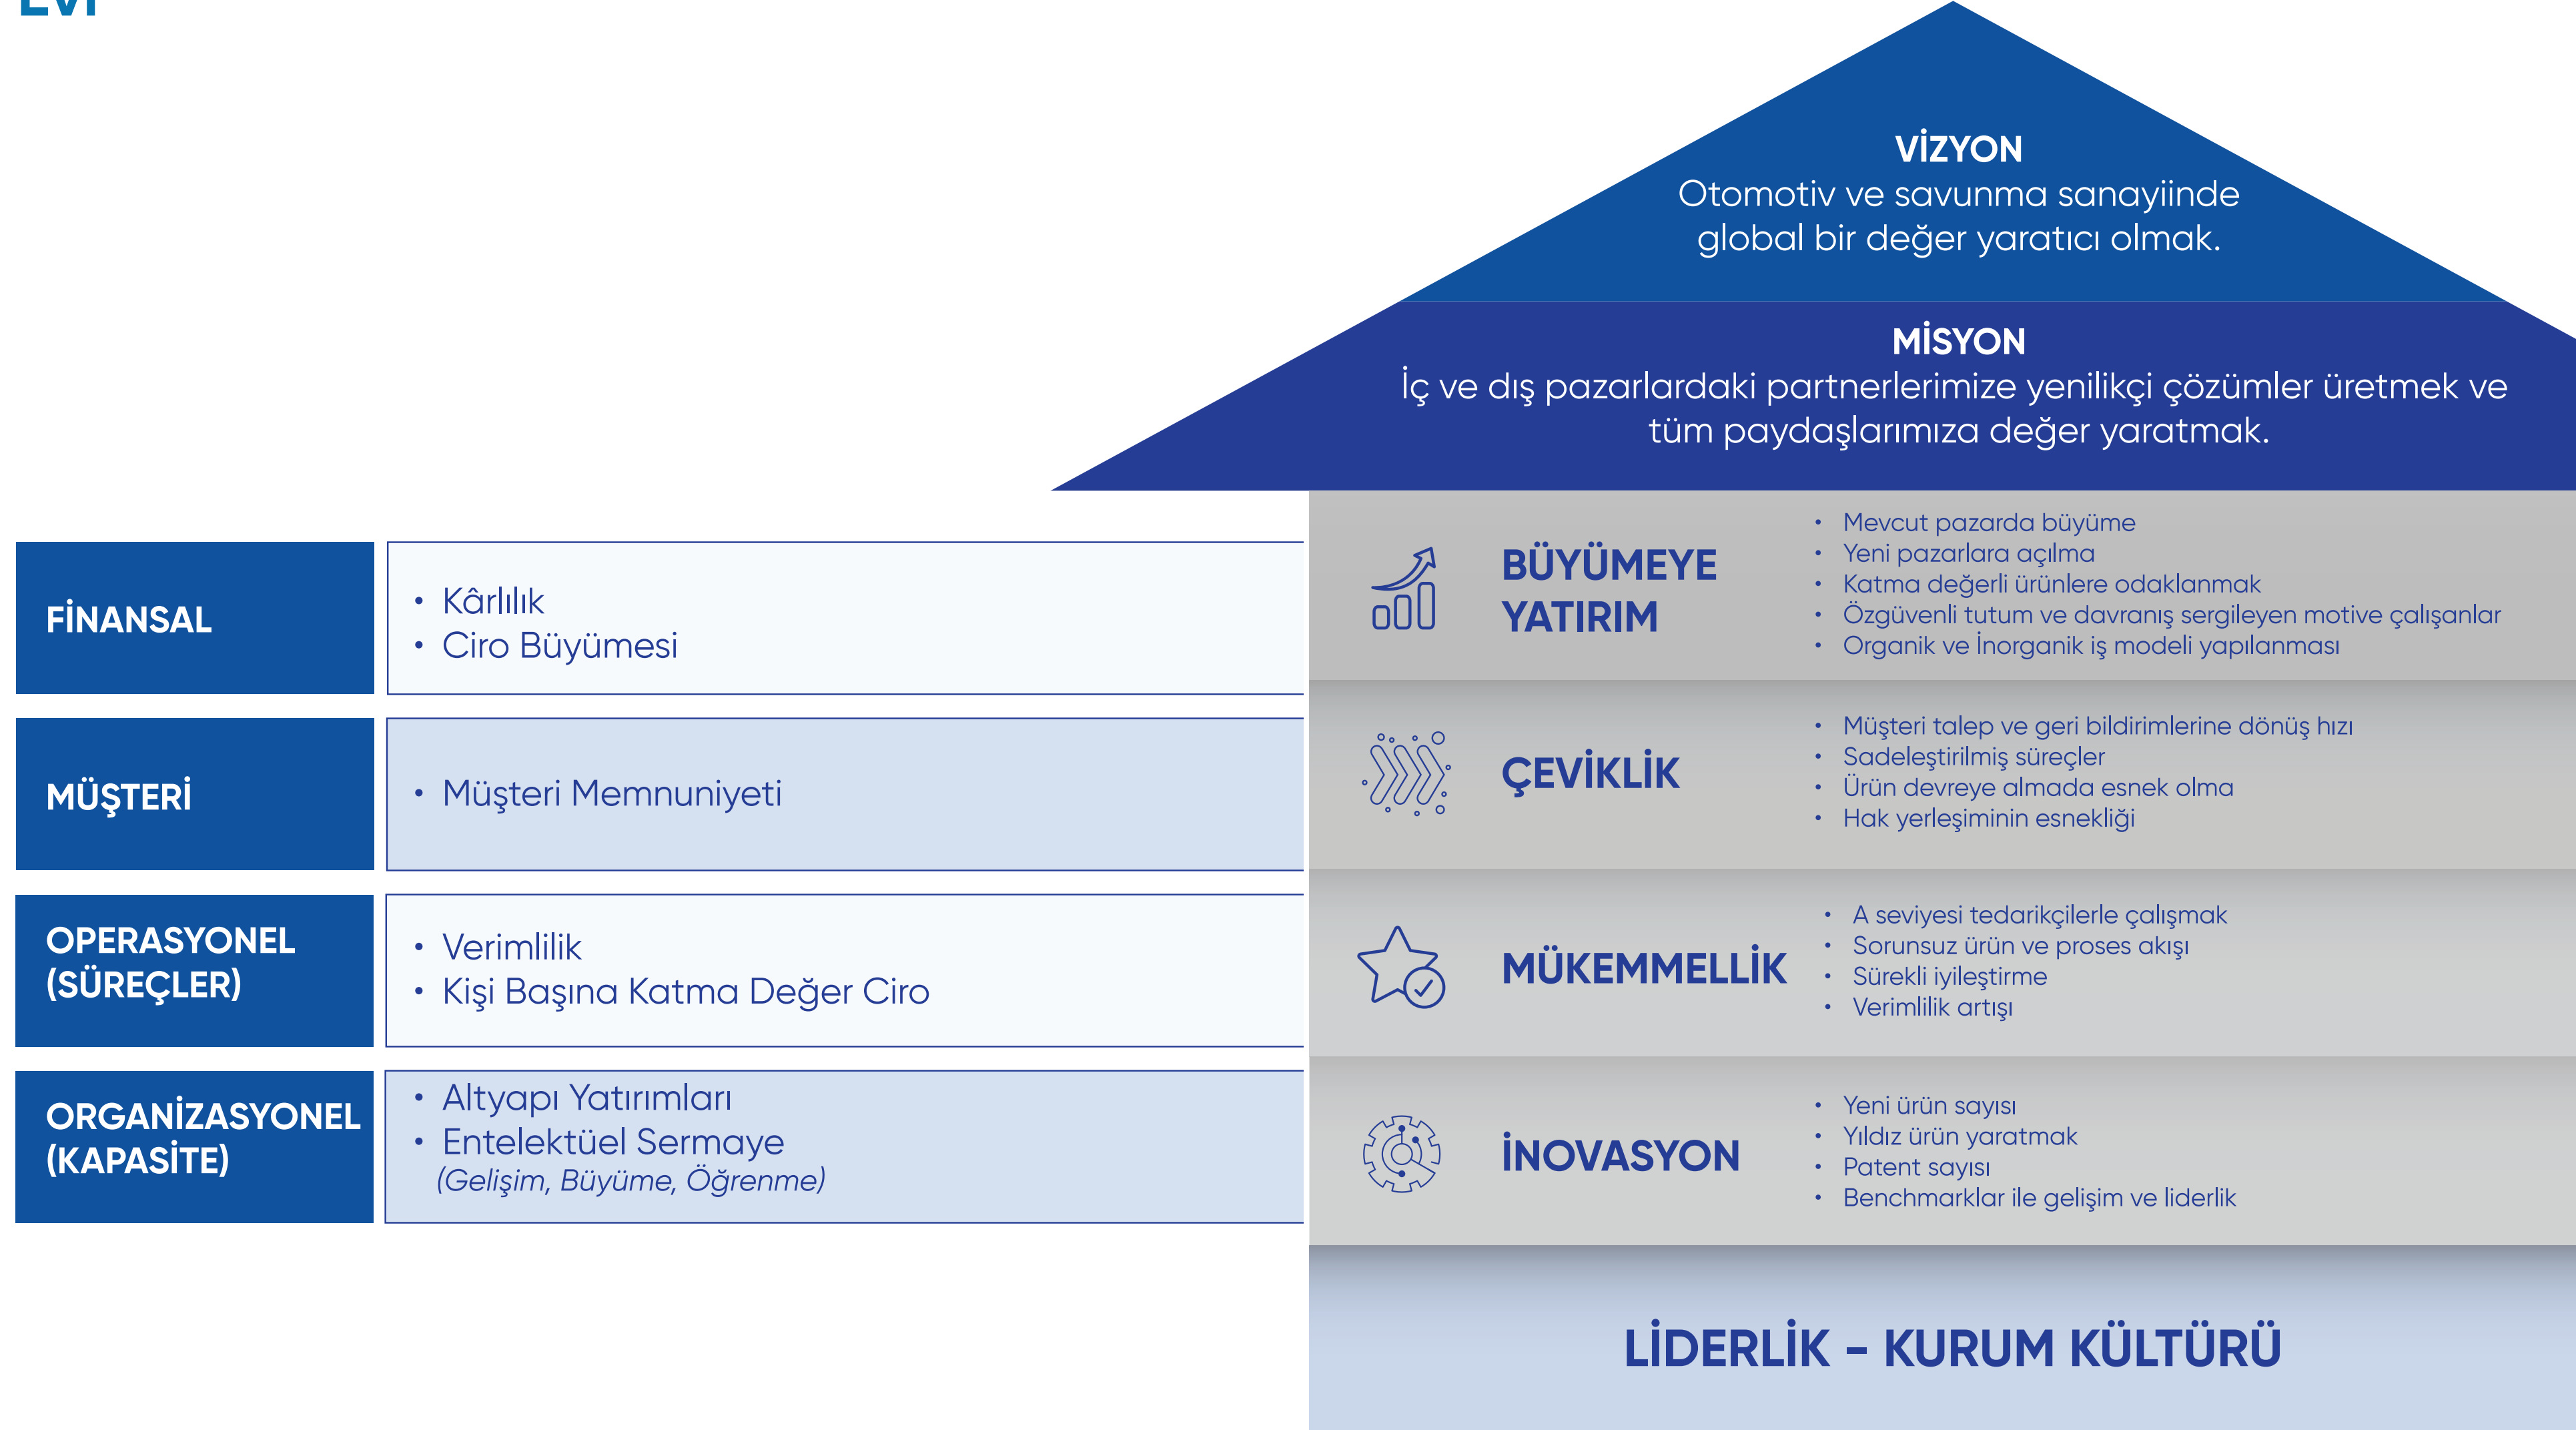 VİZYON
Otomotiv ve savunma sanayiinde
global bir değer yaratıcı olmak.
MİSYON
İç ve dış pazarlardaki partnerlerimize yenilikçi çözümler üretmek ve
tüm paydaşlarımıza değer yaratmak.
FİNANSAL
• Kârlılık
• Ciro Büyümesi
BÜYÜMEYE
YATIRIM
• Mevcut pazarda büyüme
• Yeni pazarlara açılma
• Katma değerli ürünlere odaklanmak
• Özgüvenli tutum ve davranış sergileyen motive çalışanlar
• Organik ve İnorganik iş modeli yapılanması
MÜŞTERİ
• Müşteri Memnuniyeti
ÇEVİKLİK
• Müşteri talep ve geri bildirimlerine dönüş hızı
• Sadeleştirilmiş süreçler
• Ürün devreye almada esnek olma
• Hak yerleşiminin esnekliği
OPERASYONEL
(SÜREÇLER)
• Verimlilik
• Kişi Başına Katma Değer Ciro
MÜKEMMELLİK
• A seviyesi tedarikçilerle çalışmak
• Sorunsuz ürün ve proses akışı
• Sürekli iyileştirme
• Verimlilik artışı
ORGANİZASYONEL
(KAPASİTE)
• Altyapı Yatırımları
• Entelektüel Sermaye
(Gelişim, Büyüme, Öğrenme)
İNOVASYON
• Yeni ürün sayısı
• Yıldız ürün yaratmak
• Patent sayısı
• Benchmarklar ile gelişim ve liderlik
LİDERLİK - KURUM KÜLTÜRÜ